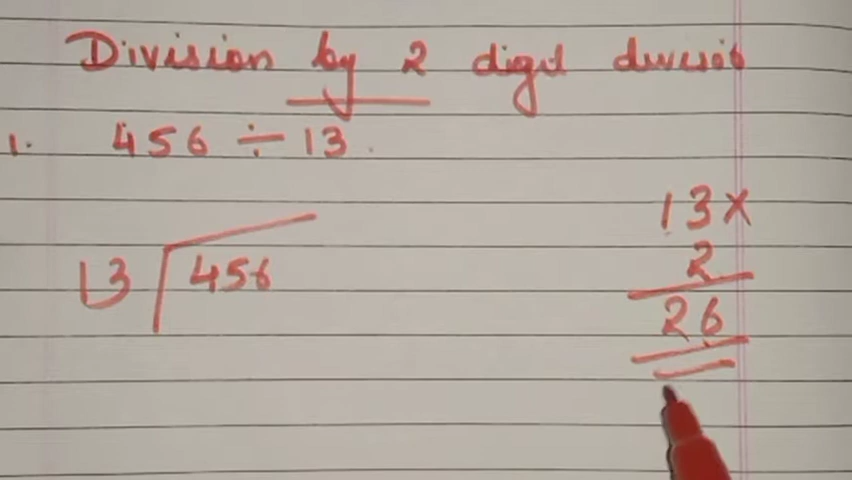 Division by 2 digit
1. 456 ÷ 13
13 456
13 x
2
26